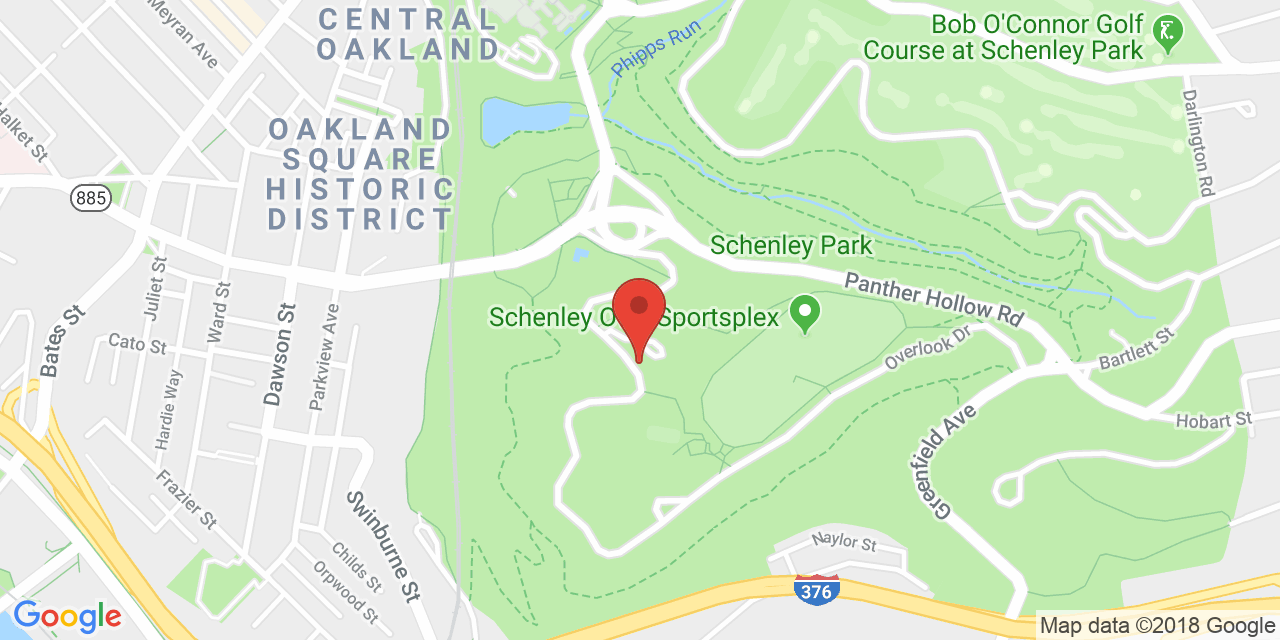 CENTRAL
OAKLAND
Meyran Ave
Halket St
Phipps Run
Bob O'Connor Golf
Course at Schenley Park
Darlington Rd
OAKLAND
SQUARE
HISTORIC
DISTRICT
885
Schenley Park
Panther Hollow Rd
Schenley O
Sportsplex
Overlook Dr
Bartlett St
Hobart St
Greenfield Ave
Bates St
Juliet St
Ward St
Dawson St
Parkview Ave
Cato St
Hardie Way
Frazier St
Swinburne St
Childs St
Orpwood St
Naylor St
376
Google
Map data ©2018 Google